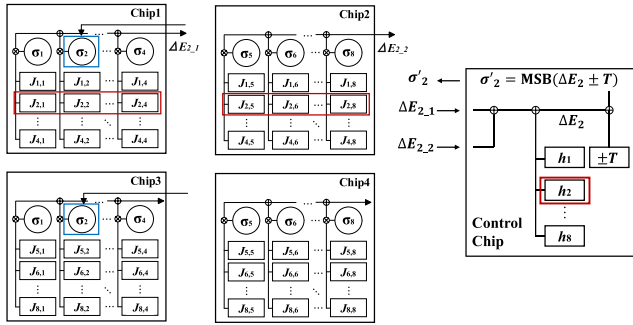 Chip1
σ1 σ2 ... σ4 ΔE2_1
J1,1 J1,2 ... J1,4
J2,1 J2,2 ... J2,4
⋮ ⋱ ⋮
J4,1 J4,2 ... J4,4
Chip2
σ5 σ6 ... σ8 ΔE2_2
J1,5 J1,6 ... J1,8
J2,5 J2,6 ... J2,8
⋮ ⋱ ⋮
J4,5 J4,6 ... J4,8
Chip3
σ1 σ2 ... σ4
J5,1 J5,2 ... J5,4
J6,1 J6,2 ... J6,4
⋮ ⋱ ⋮
J8,1 J8,2 ... J8,4
Chip4
σ5 σ6 ... σ8
J5,5 J5,6 ... J5,8
J6,5 J6,6 ... J6,8
⋮ ⋱ ⋮
J8,5 J8,6 ... J8,8
σ'2 σ'2 = MSB(ΔE2 ± T)
ΔE2_1
ΔE2
ΔE2_2
h1 ±T
h2
⋮
h8
Control
Chip